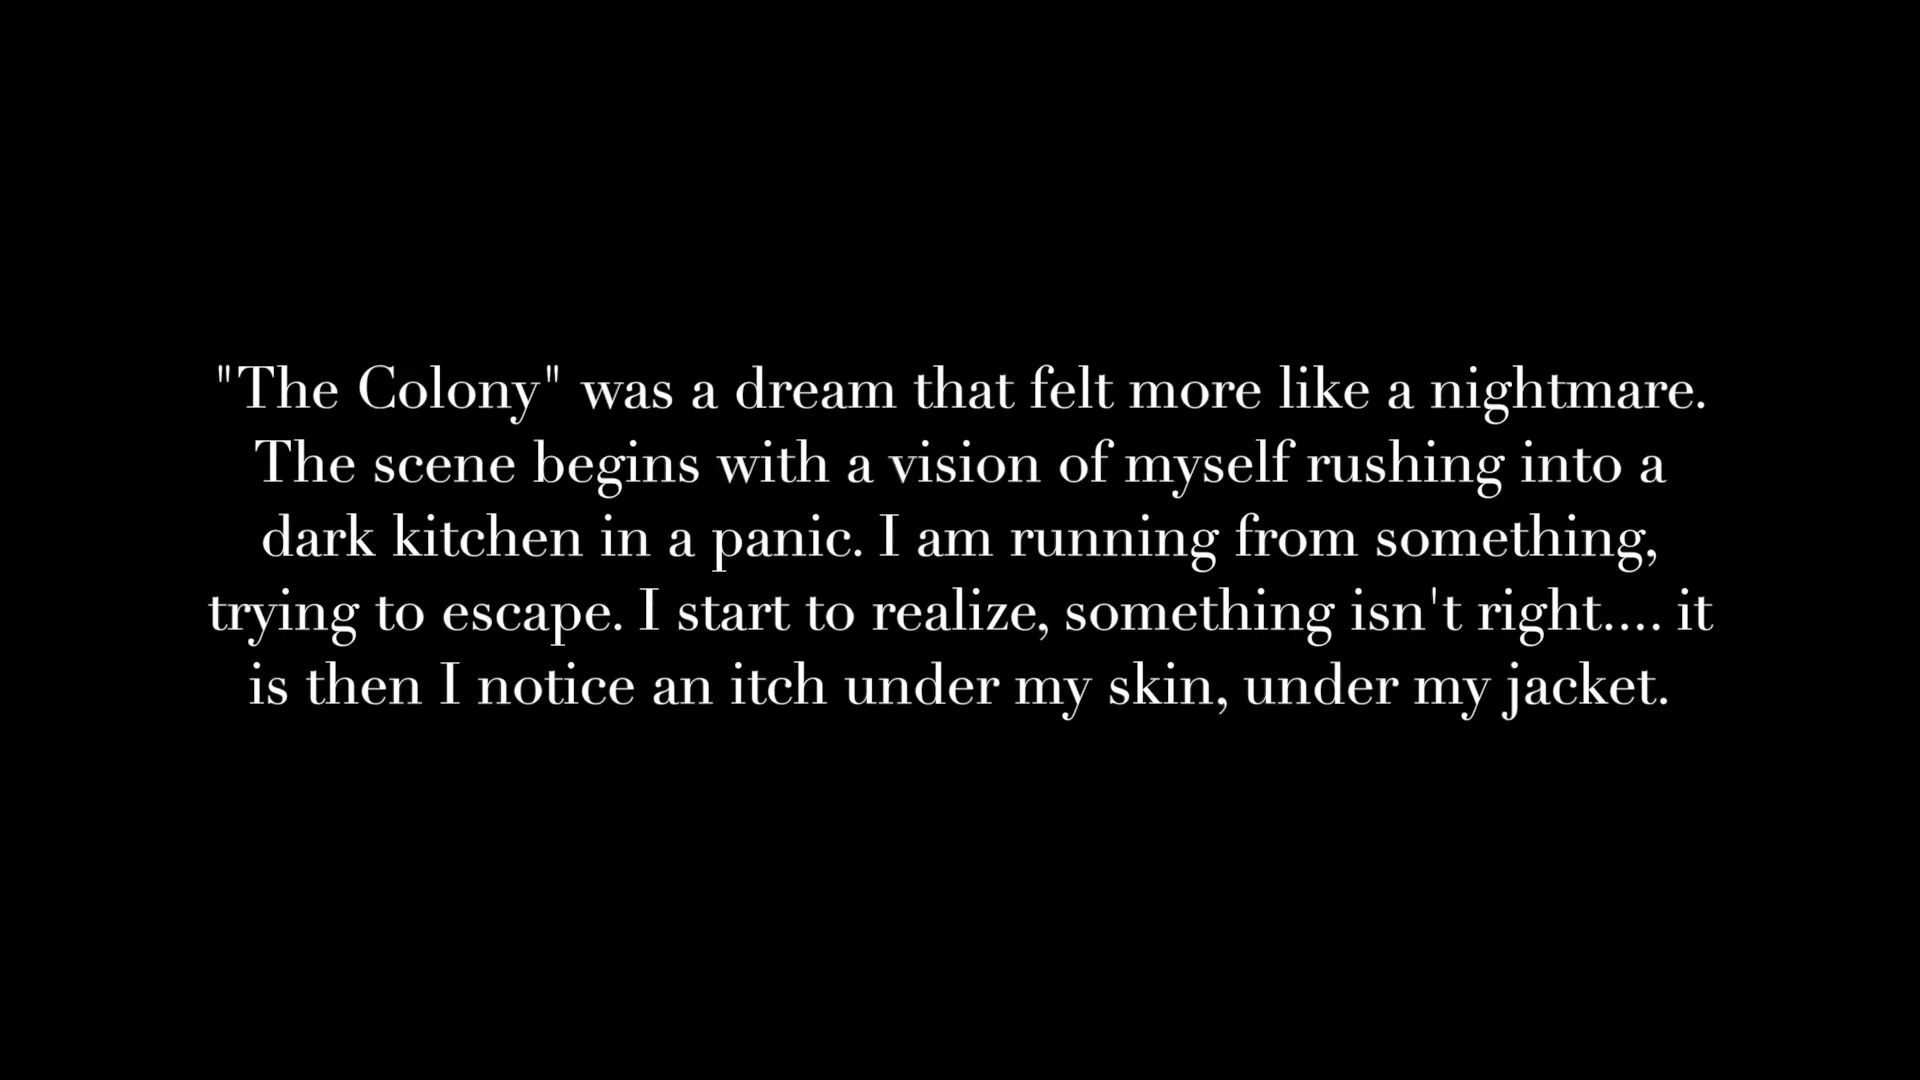 "The Colony" was a dream that felt more like a nightmare.
The scene begins with a vision of myself rushing into a
dark kitchen in a panic. I am running from something,
trying to escape. I start to realize, something isn't right.... it
is then I notice an itch under my skin, under my jacket.